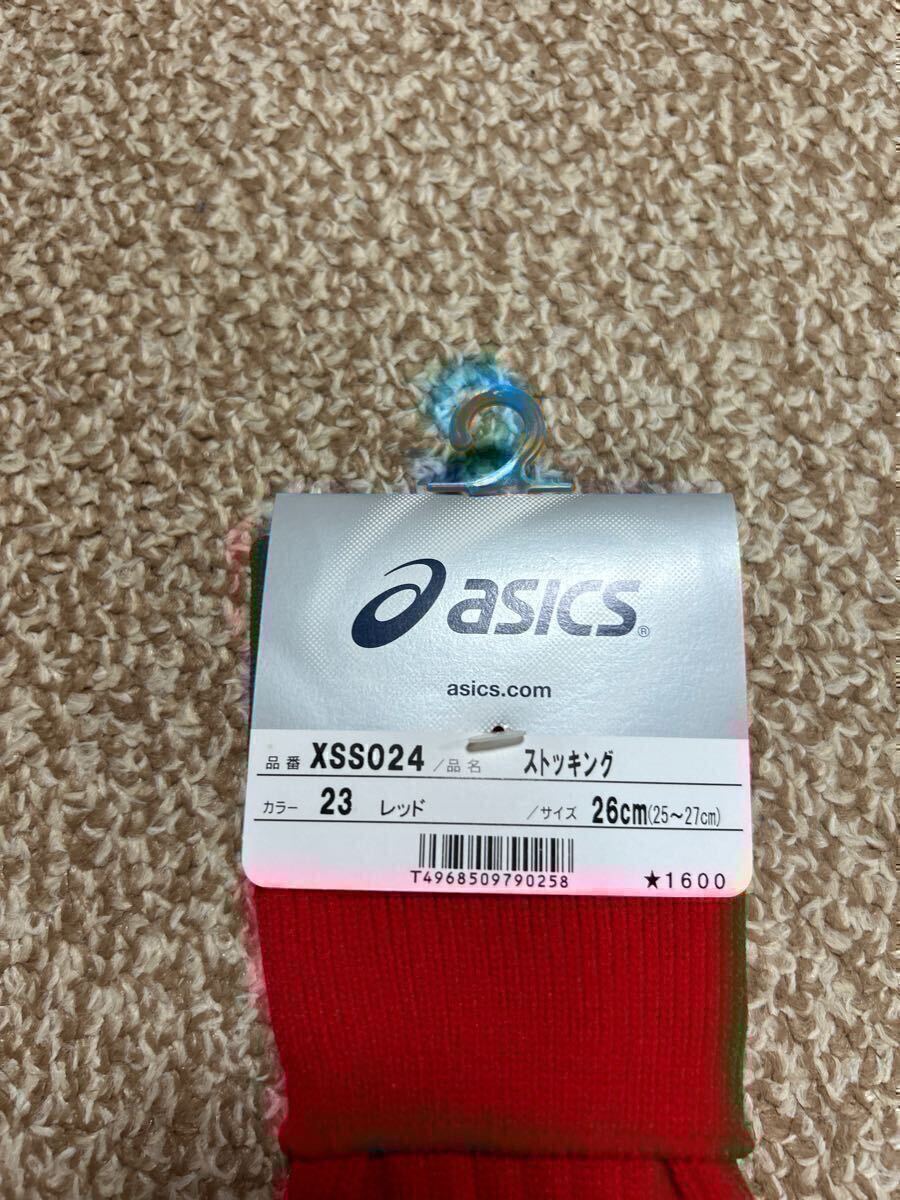 asics®
asics.com
品番 XSS024 /品名 ストッキング
カラー 23 レッド /サイズ 26cm(25～27cm)
T4968509790258 ★1600